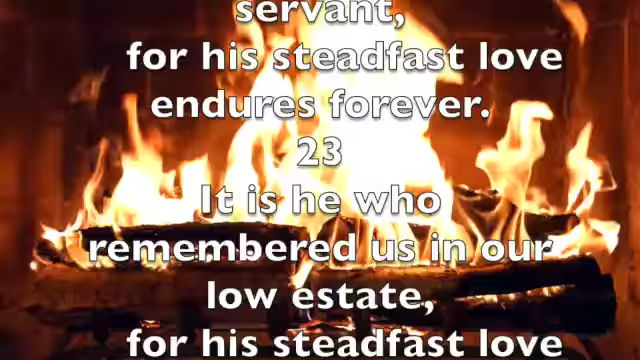 servant,
for his steadfast love
endures forever.
23
It is he who
remembered us in our
low estate,
for his steadfast love